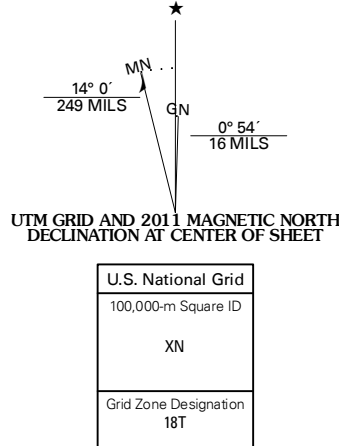 ★
MN
14° 0´
249 MILS
GN
0° 54´
16 MILS
UTM GRID AND 2011 MAGNETIC NORTH
DECLINATION AT CENTER OF SHEET
U.S. National Grid
100,000-m Square ID
XN
Grid Zone Designation
18T